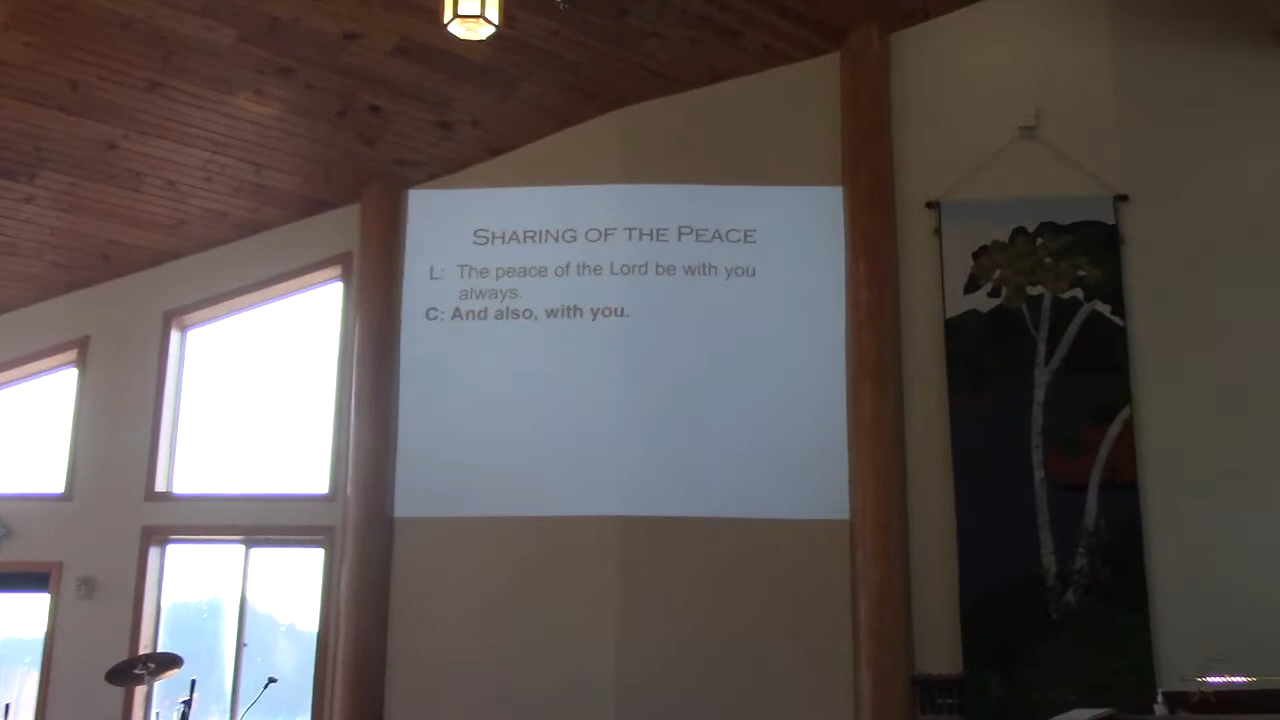 SHARING OF THE PEACE
L: The peace of the Lord be with you
always.
C: And also, with you.